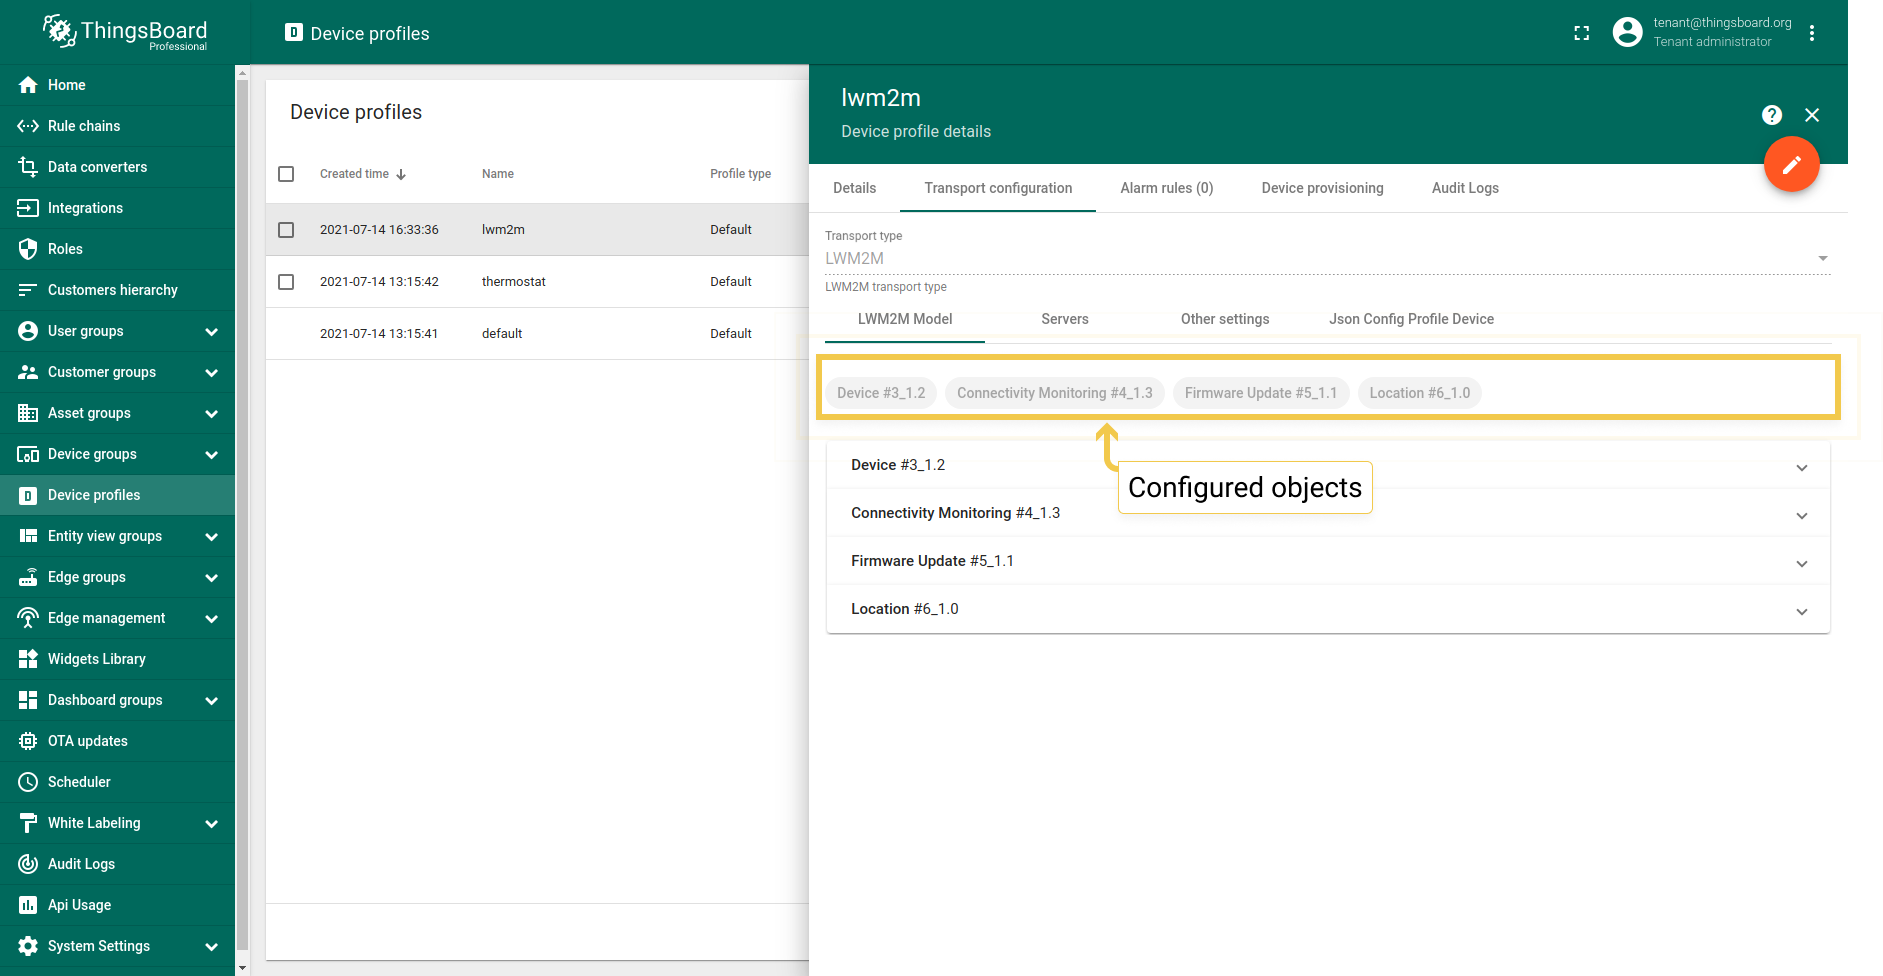 ThingsBoard
Professional
Device profiles
tenant@thingsboard.org
Tenant administrator
Home
Rule chains
Data converters
Integrations
Roles
Customers hierarchy
User groups
Customer groups
Asset groups
Device groups
Device profiles
Entity view groups
Edge groups
Edge management
Widgets Library
Dashboard groups
OTA updates
Scheduler
White Labeling
Audit Logs
Api Usage
System Settings
Device profiles
Created time Name Profile type
2021-07-14 16:33:36 lwm2m Default
2021-07-14 13:15:42 thermostat Default
2021-07-14 13:15:41 default Default
lwm2m
Device profile details
Details Transport configuration Alarm rules (0) Device provisioning Audit Logs
Transport type
LWM2M
LWM2M transport type
LWM2M Model Servers Other settings Json Config Profile Device
Device #3_1.2 Connectivity Monitoring #4_1.3 Firmware Update #5_1.1 Location #6_1.0
Configured objects
Device #3_1.2
Connectivity Monitoring #4_1.3
Firmware Update #5_1.1
Location #6_1.0